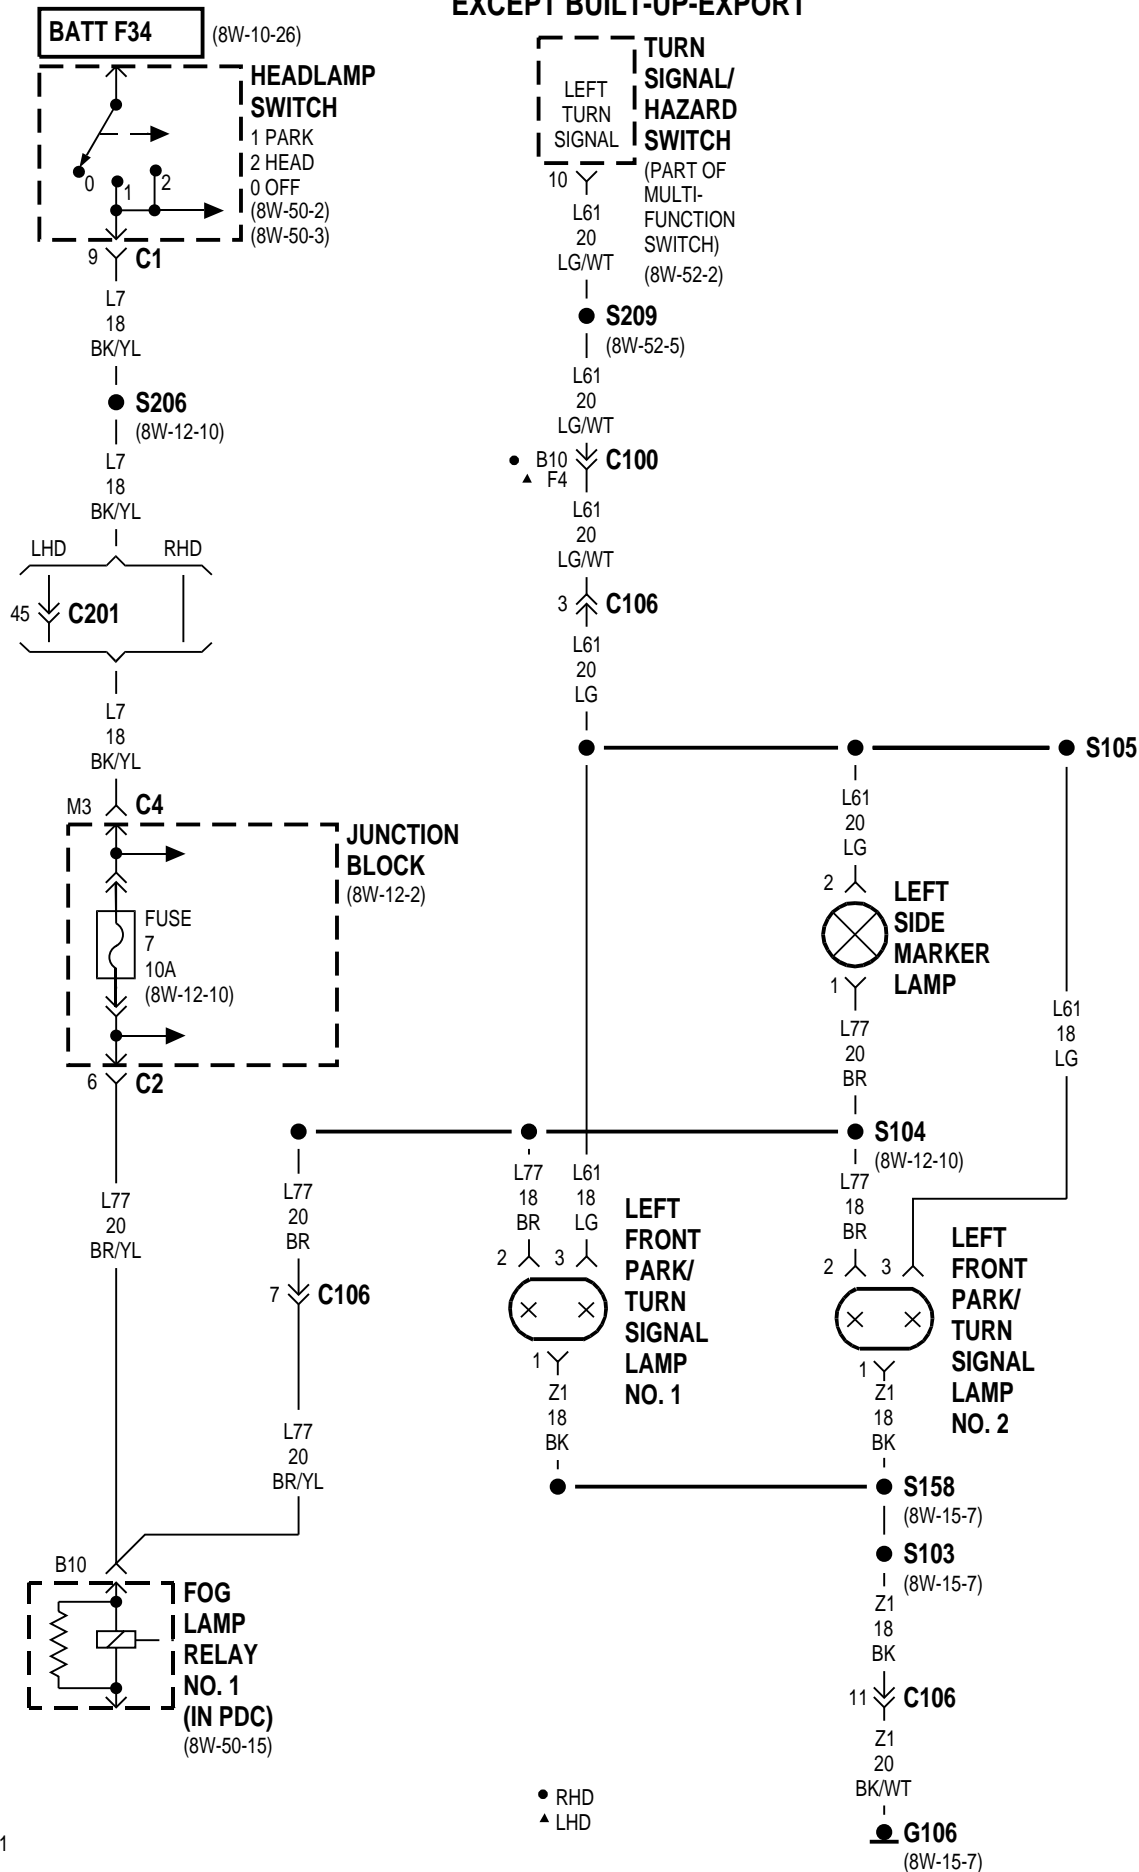 EXCEPT BUILT-UP-EXPORT
BATT F34
(8W-10-26)
HEADLAMP
SWITCH
1 PARK
2 HEAD
0 OFF
(8W-50-2)
(8W-50-3)
0
1
2
9
C1
L7
18
BK/YL
S206
(8W-12-10)
L7
18
BK/YL
LHD
RHD
45
C201
L7
18
BK/YL
M3
C4
JUNCTION
BLOCK
(8W-12-2)
FUSE
7
10A
(8W-12-10)
6
C2
L77
20
BR/YL
L77
20
BR
7
C106
L77
20
BR/YL
B10
FOG
LAMP
RELAY
NO. 1
(IN PDC)
(8W-50-15)
LEFT
TURN
SIGNAL
TURN
SIGNAL/
HAZARD
SWITCH
(PART OF
MULTI-
FUNCTION
SWITCH)
(8W-52-2)
10
L61
20
LG/WT
S209
(8W-52-5)
L61
20
LG/WT
B10
F4
C100
L61
20
LG/WT
3
C106
L61
20
LG
S105
L61
20
LG
2
LEFT
SIDE
MARKER
LAMP
1
L77
20
BR
L61
18
LG
S104
(8W-12-10)
L77
18
BR
L61
18
LG
2
3
LEFT
FRONT
PARK/
TURN
SIGNAL
LAMP
NO. 1
1
Z1
18
BK
L77
18
BR
2
3
LEFT
FRONT
PARK/
TURN
SIGNAL
LAMP
NO. 2
1
Z1
18
BK
S158
(8W-15-7)
S103
(8W-15-7)
Z1
18
BK
11
C106
Z1
20
BK/WT
G106
(8W-15-7)
RHD
LHD
1